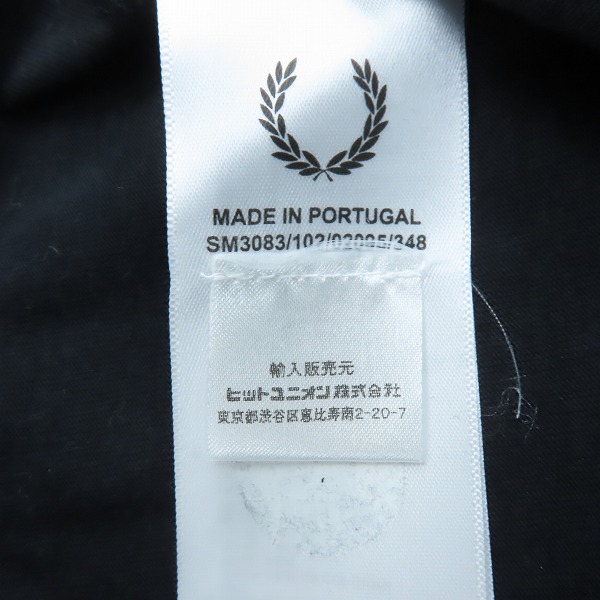 MADE IN PORTUGAL
SM3083/102/02095/348
輸入販売元
ヒットユニオン株式会社
東京都渋谷区恵比寿南2-20-7